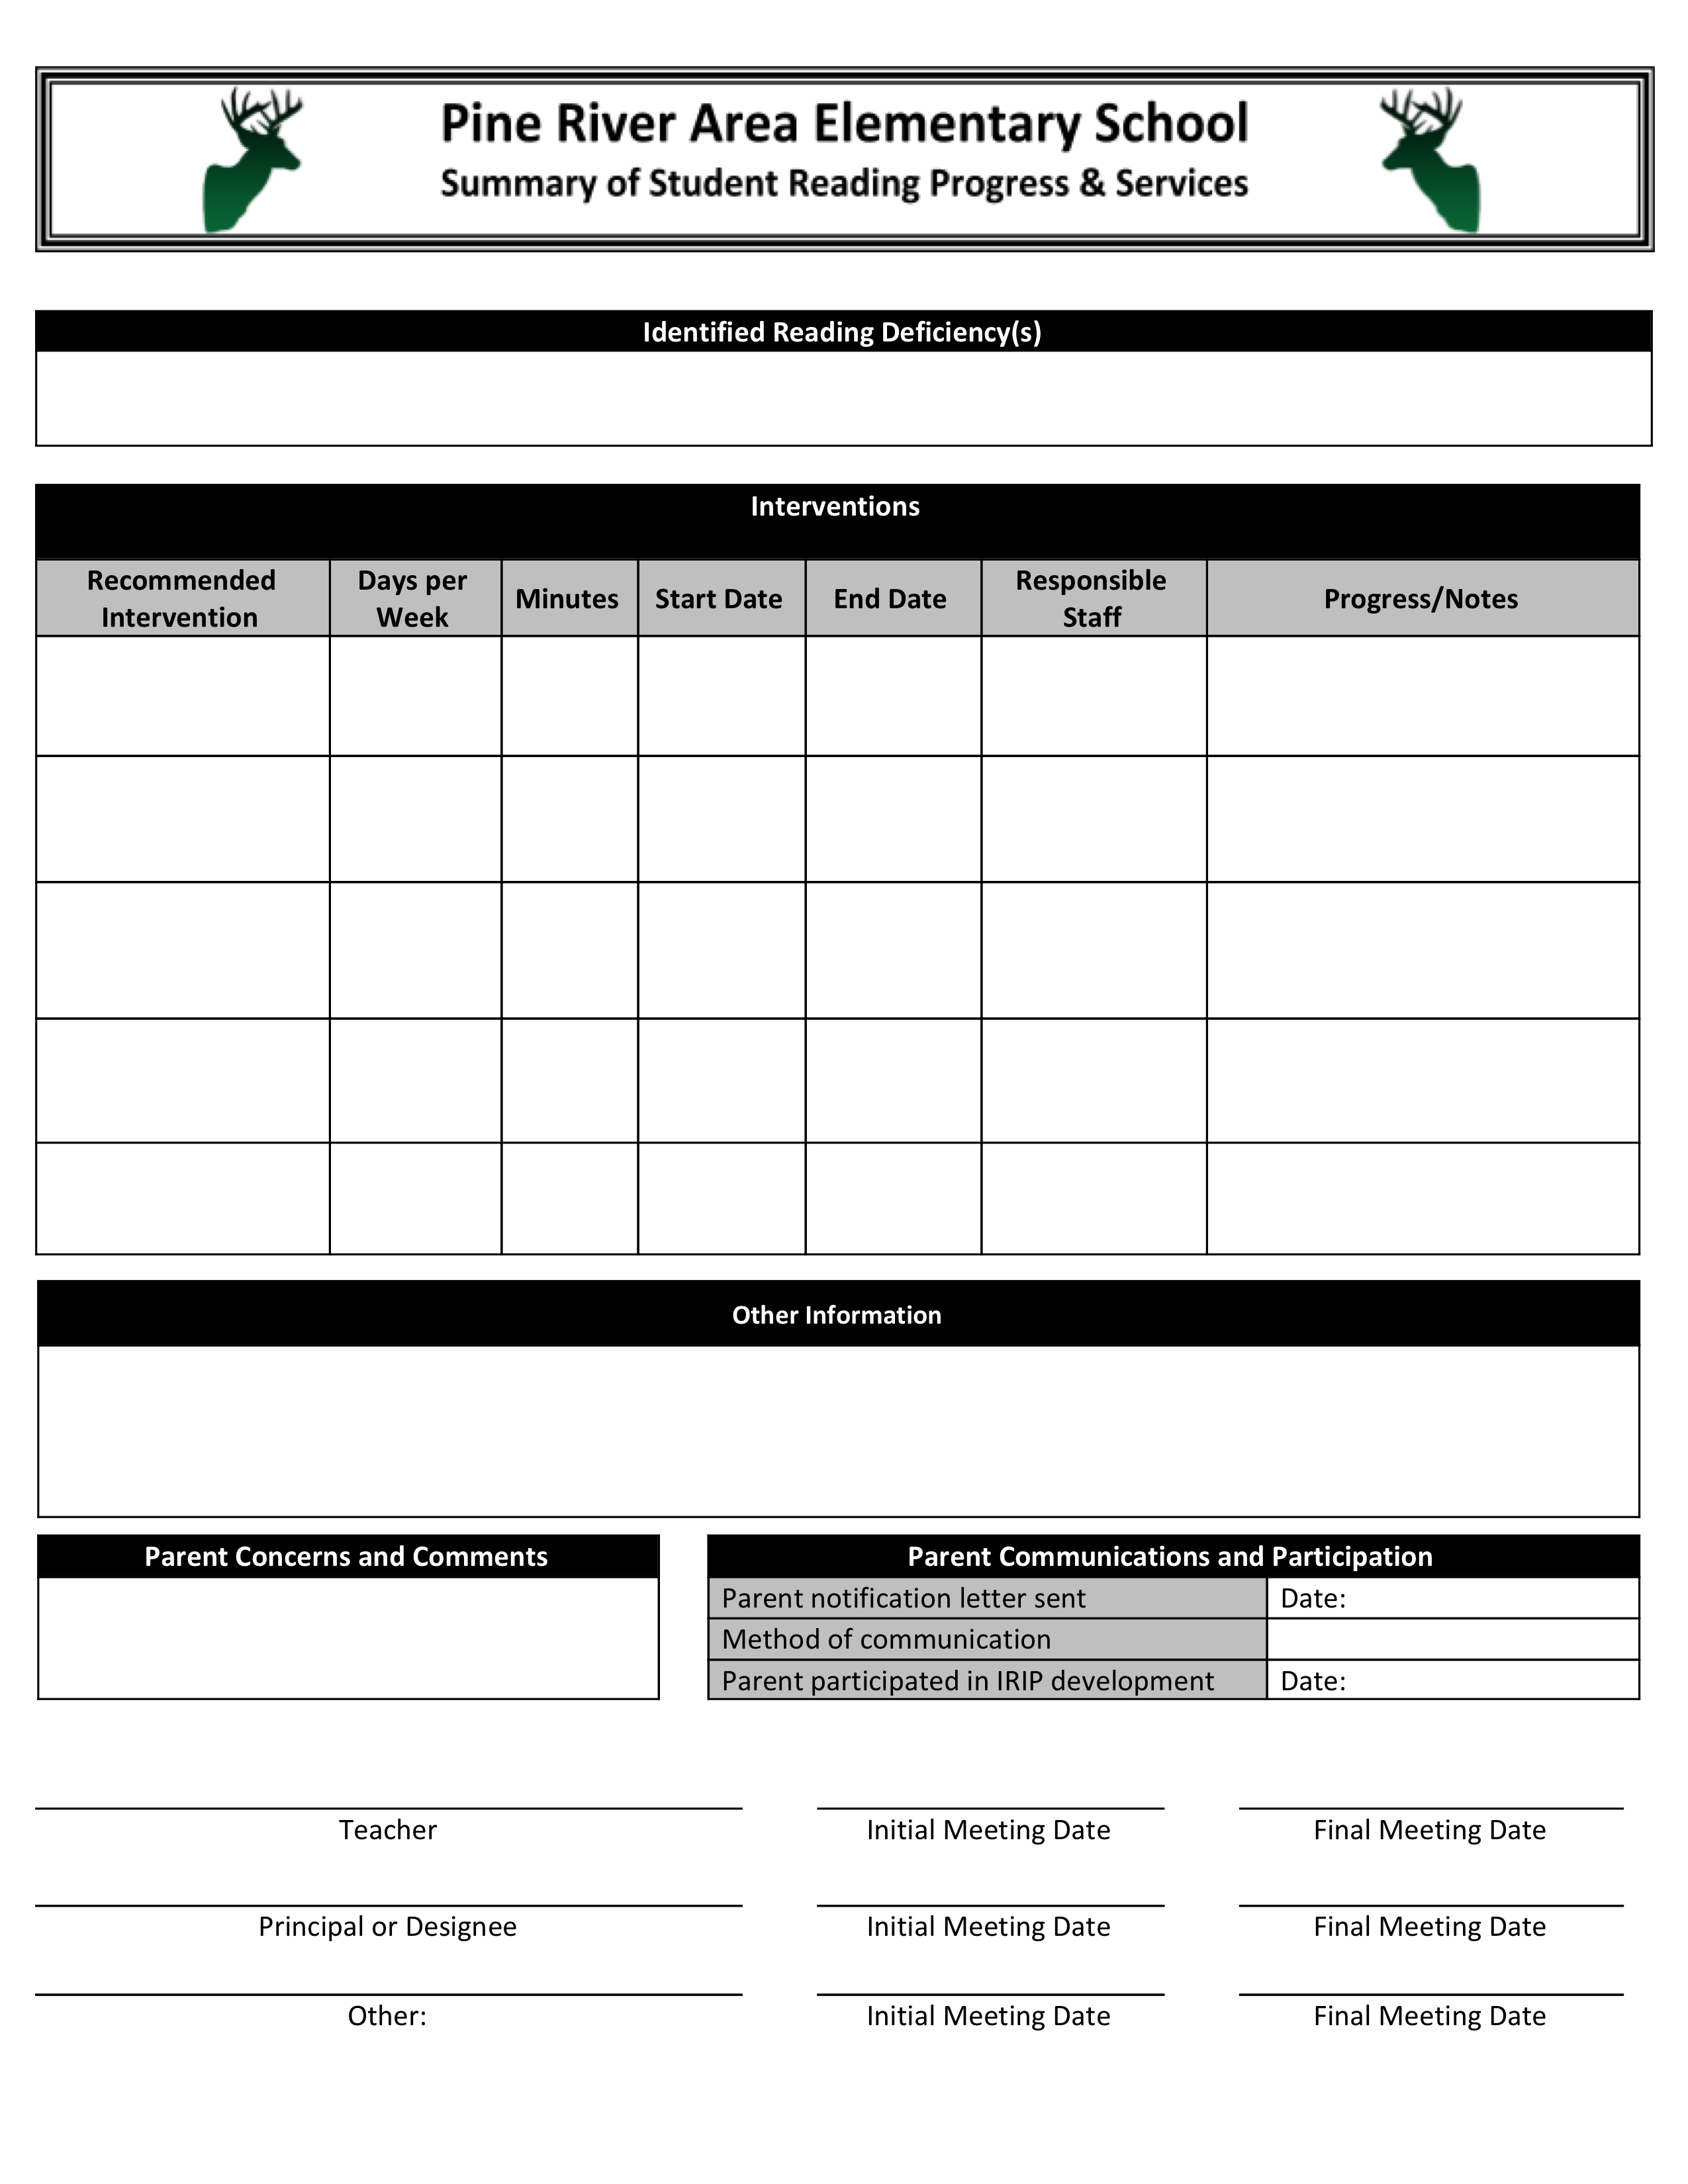 Pine River Area Elementary School
Summary of Student Reading Progress & Services
Identified Reading Deficiency(s)
Interventions
Recommended Intervention
Days per Week
Minutes
Start Date
End Date
Responsible Staff
Progress/Notes
Other Information
Parent Concerns and Comments
Parent Communications and Participation
Parent notification letter sent
Date:
Method of communication
Parent participated in IRIP development
Date:
Teacher
Initial Meeting Date
Final Meeting Date
Principal or Designee
Initial Meeting Date
Final Meeting Date
Other:
Initial Meeting Date
Final Meeting Date